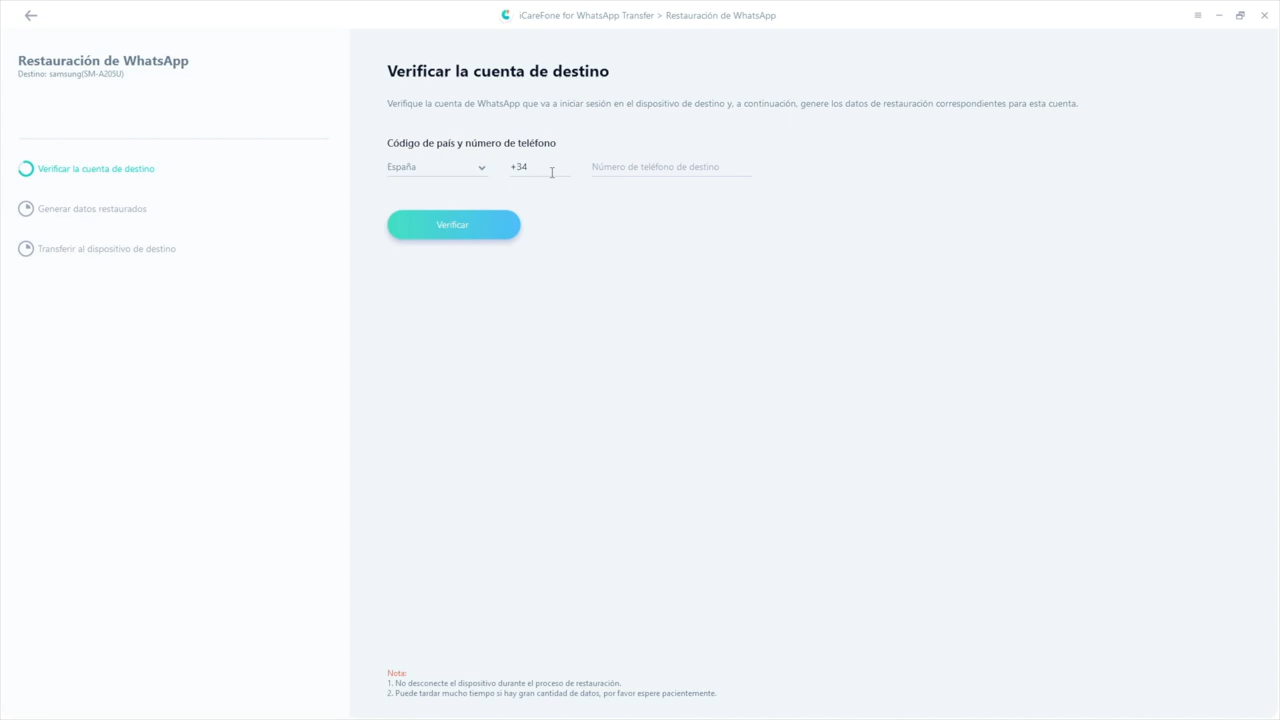 iCareFone for WhatsApp Transfer > Restauración de WhatsApp
Restauración de WhatsApp
Destino: samsung(SM-A205U)
Verificar la cuenta de destino
Generar datos restaurados
Transferir al dispositivo de destino
Verificar la cuenta de destino
Verifique la cuenta de WhatsApp que va a iniciar sesión en el dispositivo de destino y, a continuación, genere los datos de restauración correspondientes para esta cuenta.
Código de país y número de teléfono
España +34 Número de teléfono de destino
Verificar
Nota:
1. No desconecte el dispositivo durante el proceso de restauración.
2. Puede tardar mucho tiempo si hay gran cantidad de datos, por favor espere pacientemente.